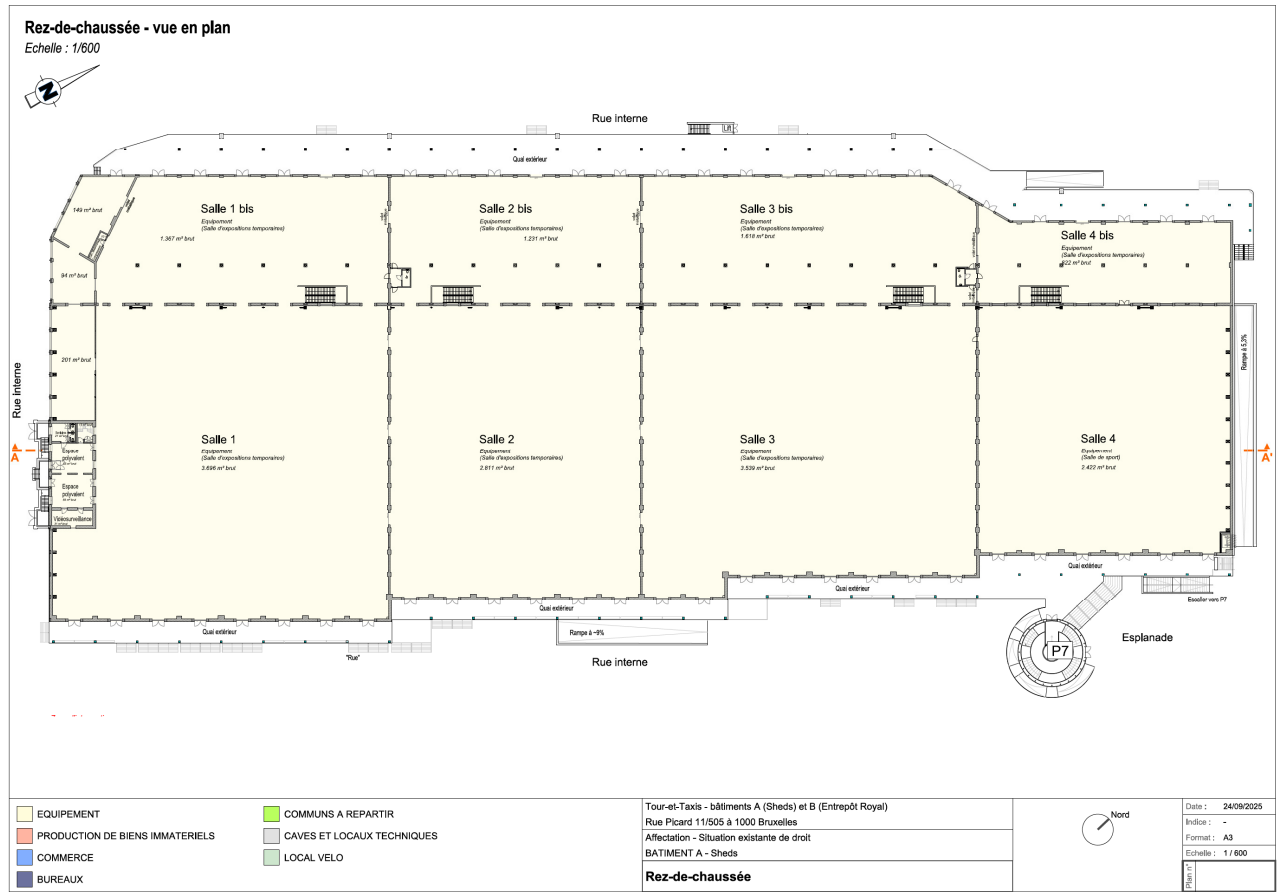 Rez-de-chaussée - vue en plan
Echelle : 1/600
N
Rue interne
Lift
Quai extérieur
149 m² brut
Salle 1 bis
Equipement
(Salle d'expositions temporaires)
1.367 m² brut
Salle 2 bis
Equipement
(Salle d'expositions temporaires)
1.231 m² brut
Salle 3 bis
Equipement
(Salle d'expositions temporaires)
1.618 m² brut
Salle 4 bis
Equipement
(Salle d'expositions temporaires)
822 m² brut
94 m² brut
201 m² brut
Rampe à 5,3%
Rue interne
Salle 1
Equipement
(Salle d'expositions temporaires)
3.696 m² brut
Salle 2
Equipement
(Salle d'expositions temporaires)
2.811 m² brut
Salle 3
Equipement
(Salle d'expositions temporaires)
3.539 m² brut
Salle 4
Equipement
(Salle de sport)
2.422 m² brut
A
A'
Espace
polyvalent
Espace
polyvalent
Vidéosurveillance
Quai extérieur
Quai extérieur
Quai extérieur
Quai extérieur
Escalier vers P7
Rampe à ~9%
"Rue"
Rue interne
P7
Esplanade
EQUIPEMENT
PRODUCTION DE BIENS IMMATERIELS
COMMERCE
BUREAUX
COMMUNS A REPARTIR
CAVES ET LOCAUX TECHNIQUES
LOCAL VELO
Tour-et-Taxis - bâtiments A (Sheds) et B (Entrepôt Royal)
Rue Picard 11/505 à 1000 Bruxelles
Affectation - Situation existante de droit
BATIMENT A - Sheds
Rez-de-chaussée
Nord
Date : 24/09/2025
Indice : -
Format : A3
Echelle : 1 / 600
Plan n°